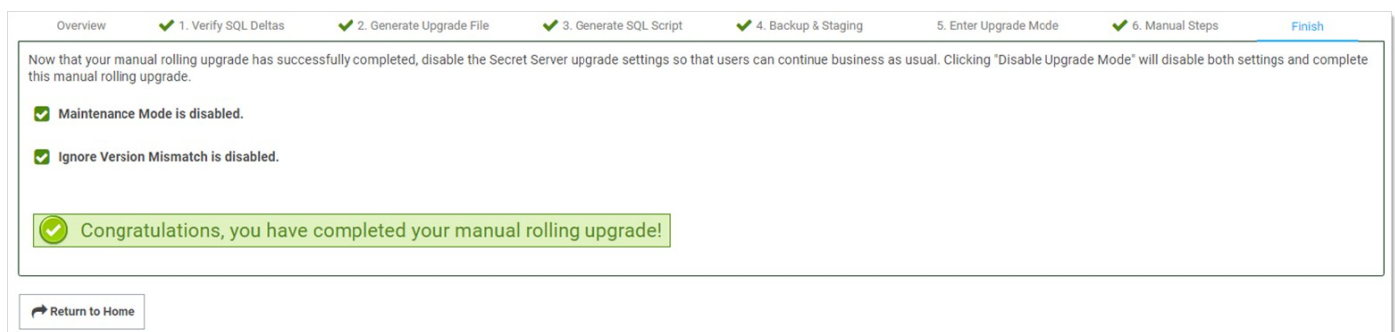 Overview
1. Verify SQL Deltas
2. Generate Upgrade File
3. Generate SQL Script
4. Backup & Staging
5. Enter Upgrade Mode
6. Manual Steps
Finish
Now that your manual rolling upgrade has successfully completed, disable the Secret Server upgrade settings so that users can continue business as usual. Clicking "Disable Upgrade Mode" will disable both settings and complete
this manual rolling upgrade.
Maintenance Mode is disabled.
Ignore Version Mismatch is disabled.
Congratulations, you have completed your manual rolling upgrade!
Return to Home